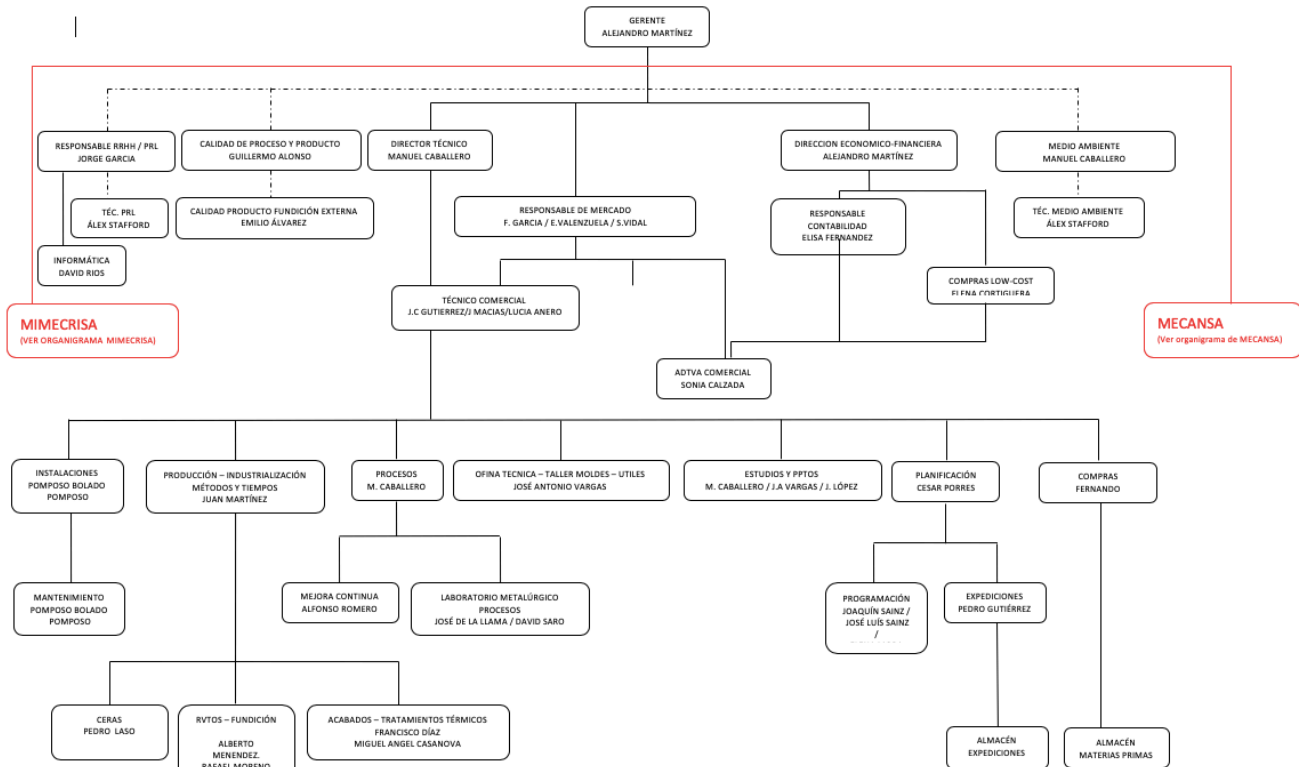 GERENTE
ALEJANDRO MARTÍNEZ
RESPONSABLE RRHH / PRL
JORGE GARCIA
CALIDAD DE PROCESO Y PRODUCTO
GUILLERMO ALONSO
DIRECTOR TÉCNICO
MANUEL CABALLERO
DIRECCION ECONOMICO-FINANCIERA
ALEJANDRO MARTÍNEZ
MEDIO AMBIENTE
MANUEL CABALLERO
TÉC. PRL
ÁLEX STAFFORD
CALIDAD PRODUCTO FUNDICIÓN EXTERNA
EMILIO ÁLVAREZ
RESPONSABLE DE MERCADO
F. GARCIA / E.VALENZUELA / S.VIDAL
RESPONSABLE
CONTABILIDAD
ELISA FERNANDEZ
TÉC. MEDIO AMBIENTE
ÁLEX STAFFORD
INFORMÁTICA
DAVID RIOS
COMPRAS LOW-COST
ELENA CORTIGUERA
TÉCNICO COMERCIAL
J.C GUTIERREZ/J MACIAS/LUCIA ANERO
MIMECRISA
(VER ORGANIGRAMA MIMECRISA)
MECANSA
(Ver organigrama de MECANSA)
ADTVA COMERCIAL
SONIA CALZADA
INSTALACIONES
POMPOSO BOLADO
POMPOSO
PRODUCCIÓN – INDUSTRIALIZACIÓN
MÉTODOS Y TIEMPOS
JUAN MARTÍNEZ
PROCESOS
M. CABALLERO
OFINA TECNICA – TALLER MOLDES – UTILES
JOSÉ ANTONIO VARGAS
ESTUDIOS Y PPTOS
M. CABALLERO / J.A VARGAS / J. LÓPEZ
PLANIFICACIÓN
CESAR PORRES
COMPRAS
FERNANDO
MANTENIMIENTO
POMPOSO BOLADO
POMPOSO
MEJORA CONTINUA
ALFONSO ROMERO
LABORATORIO METALÚRGICO
PROCESOS
JOSÉ DE LA LLAMA / DAVID SARO
PROGRAMACIÓN
JOAQUÍN SAINZ /
JOSÉ LUÍS SAINZ
/
EXPEDICIONES
PEDRO GUTIÉRREZ
CERAS
PEDRO LASO
RVTOS – FUNDICIÓN
ALBERTO
MENENDEZ.
RAFAEL MORENO
ACABADOS – TRATAMIENTOS TÉRMICOS
FRANCISCO DÍAZ
MIGUEL ANGEL CASANOVA
ALMACÉN
EXPEDICIONES
ALMACÉN
MATERIAS PRIMAS